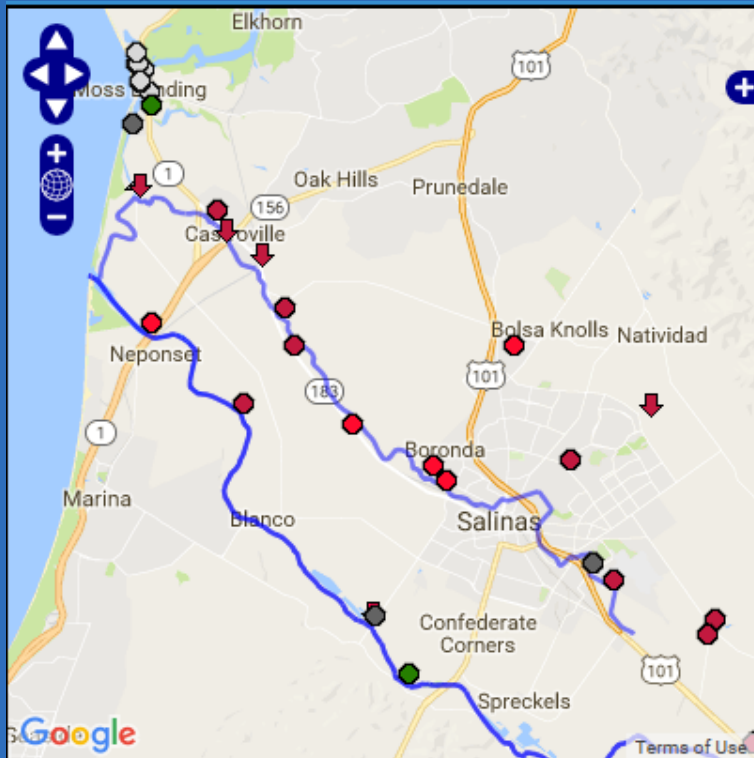 Elkhorn
101
Moss Landing
1
Oak Hills
Prunedale
156
Castroville
Bolsa Knolls
Natividad
Neponset
101
183
1
Boronda
Marina
Salinas
Blanco
Confederate
Corners
101
Spreckels
Google
Terms of Use